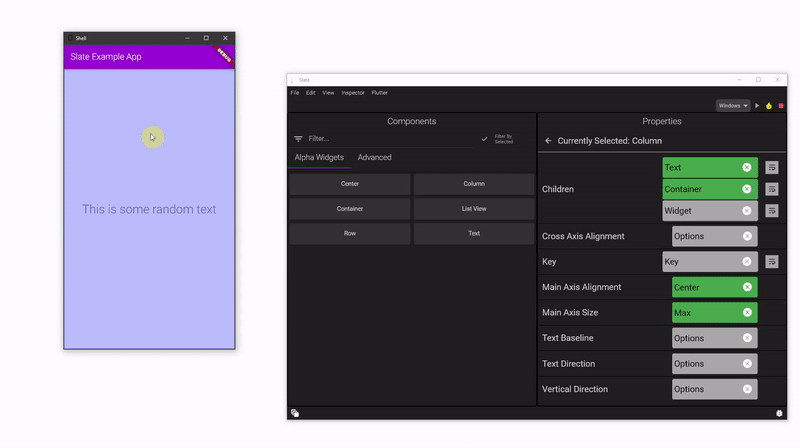 Shell
Slate Example App
DEBUG
This is some random text
Slate
File Edit View Inspector Flutter
Windows
Components
Filter...
Filter By Selected
Alpha Widgets Advanced
Center Column
Container List View
Row Text
Properties
Currently Selected: Column
Children
Text
Container
Widget
Cross Axis Alignment Options
Key Key
Main Axis Alignment Center
Main Axis Size Max
Text Baseline Options
Text Direction Options
Vertical Direction Options